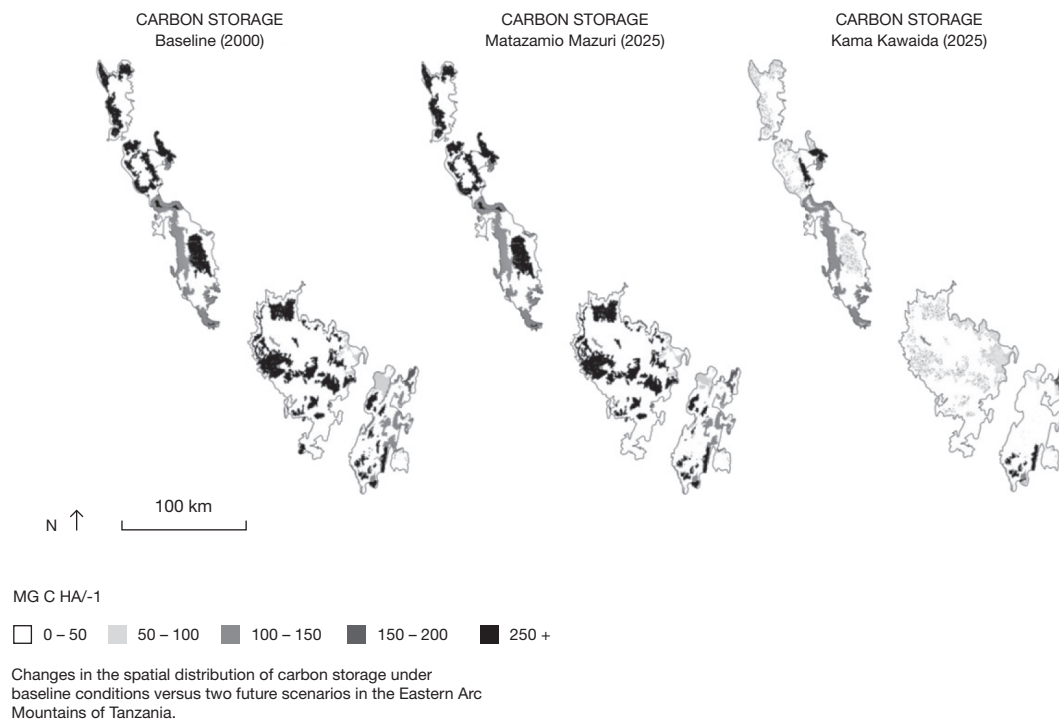 CARBON STORAGE
Baseline (2000)
CARBON STORAGE
Matazamio Mazuri (2025)
CARBON STORAGE
Kama Kawaida (2025)
100 km
N
MG C HA/-1
0 – 50
50 – 100
100 – 150
150 – 200
250 +
Changes in the spatial distribution of carbon storage under
baseline conditions versus two future scenarios in the Eastern Arc
Mountains of Tanzania.